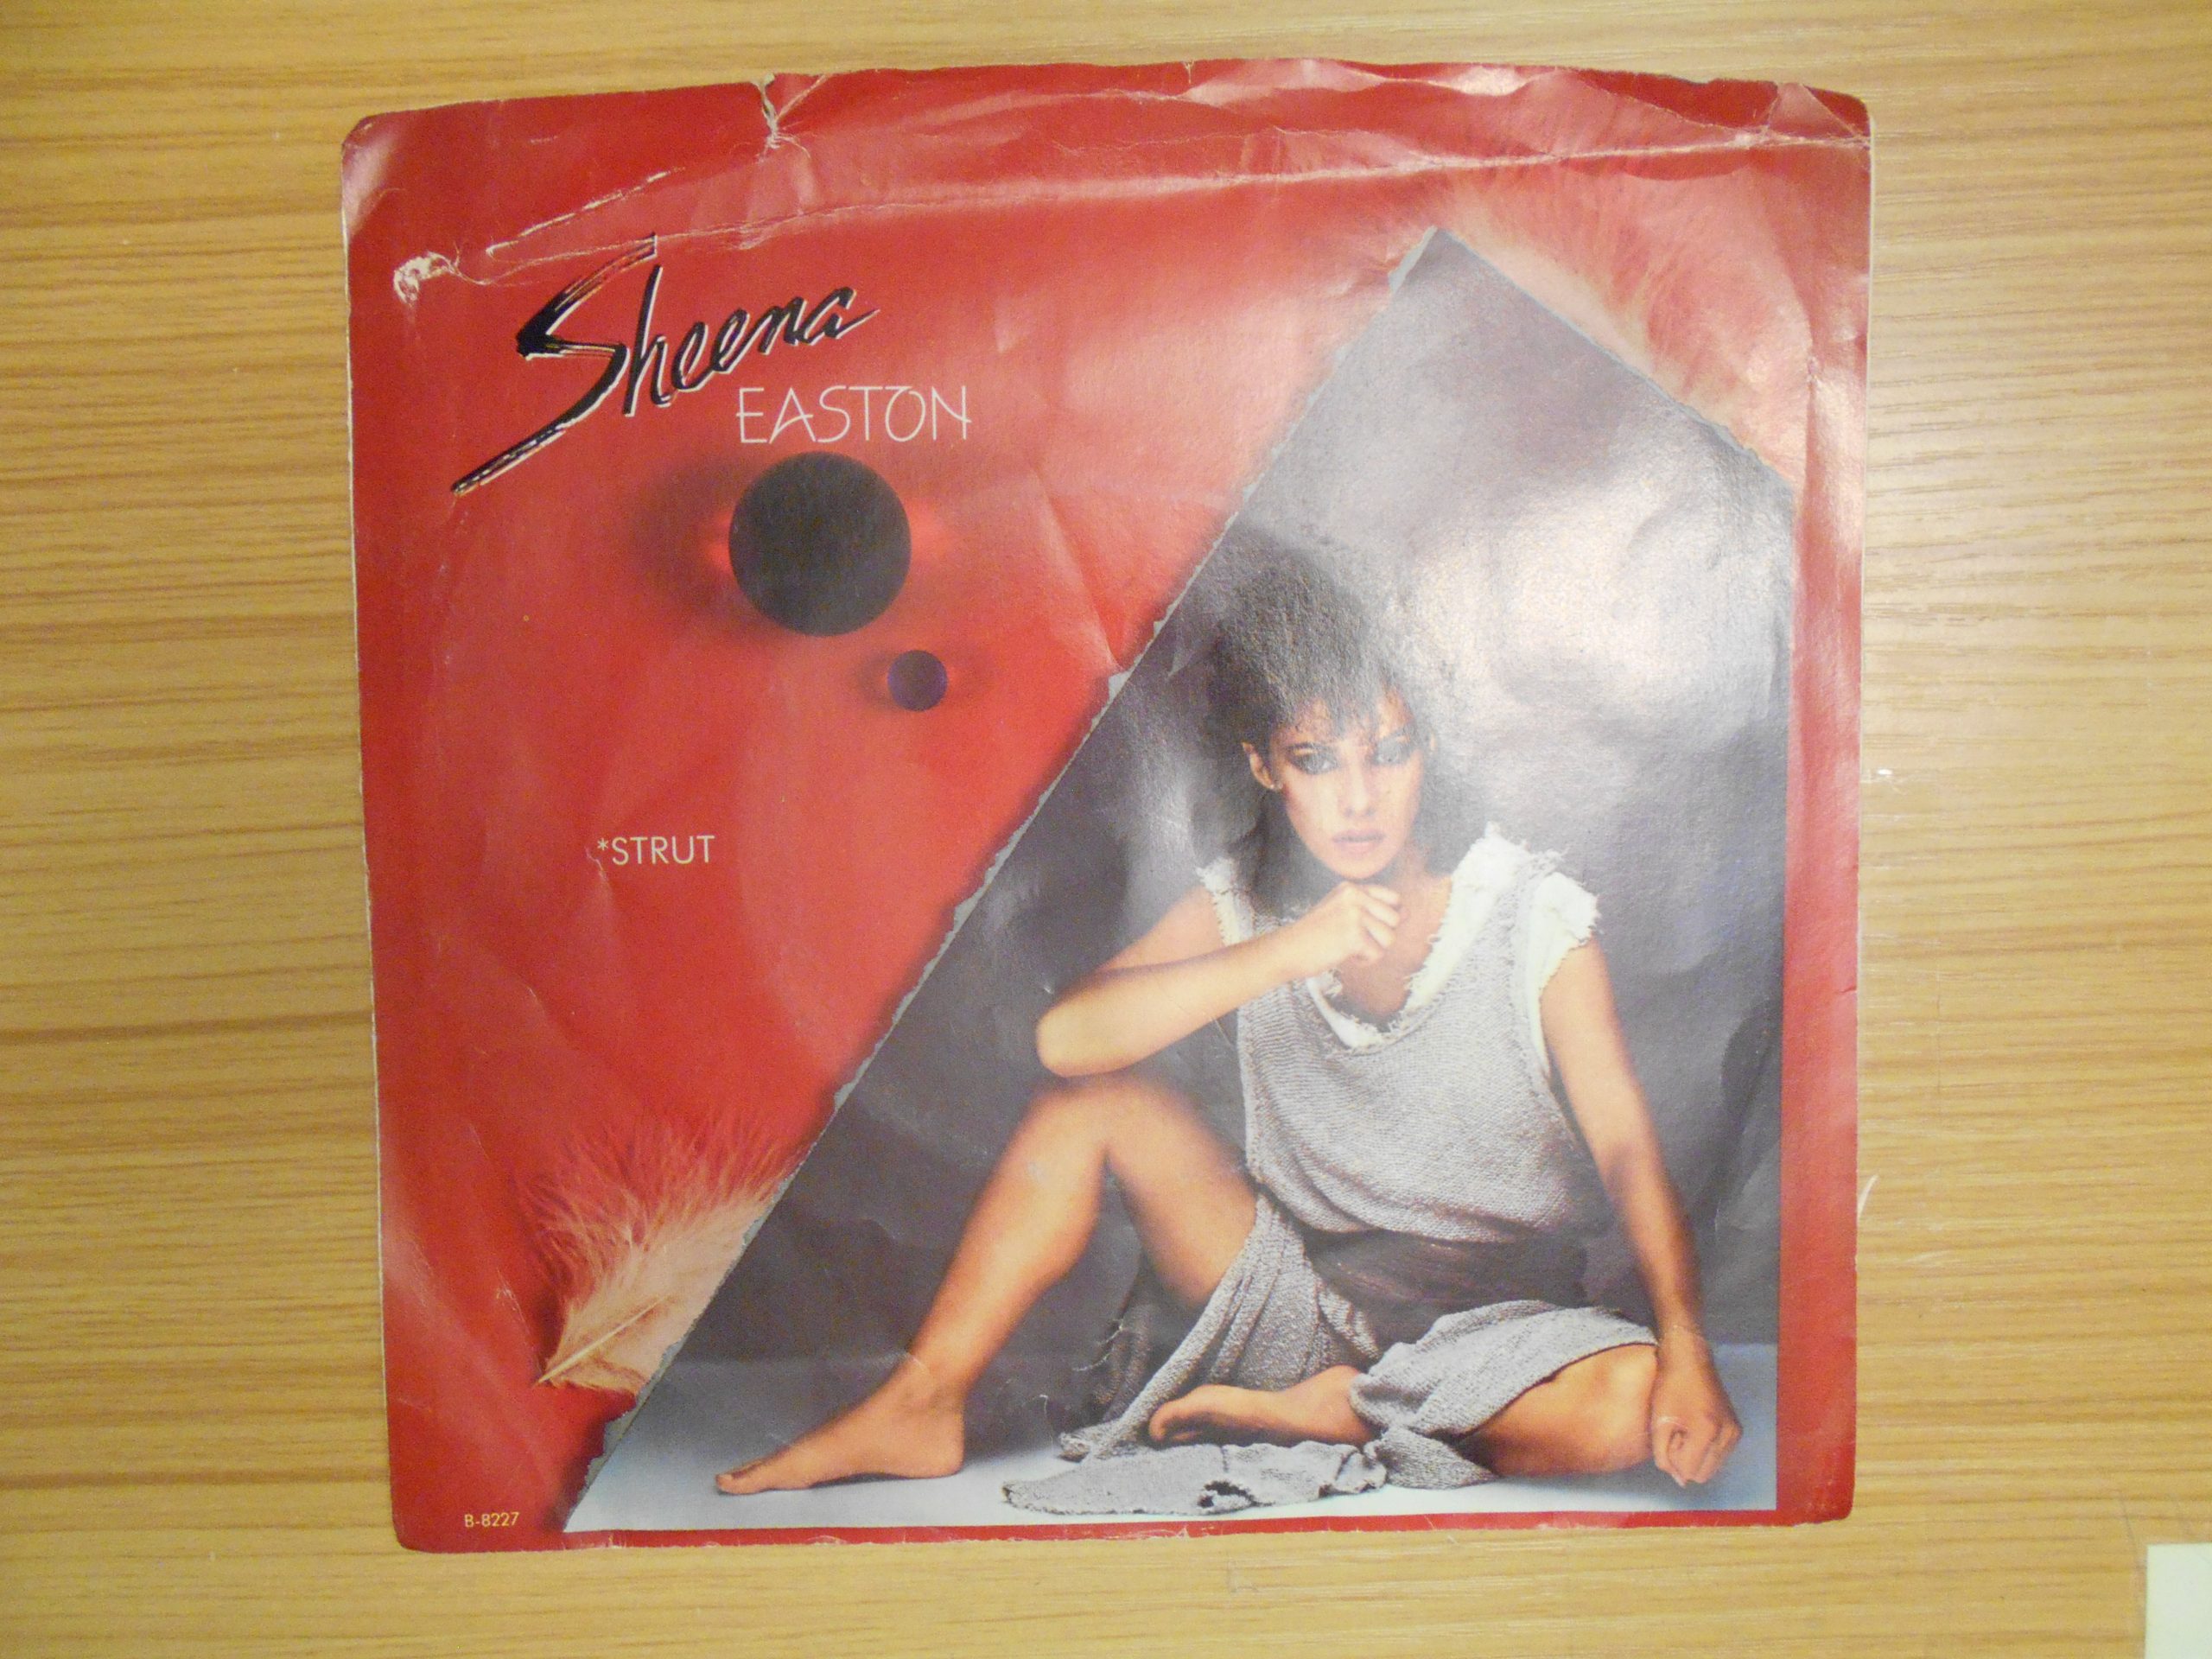 Sheena
EASTON
*STRUT
B-8227